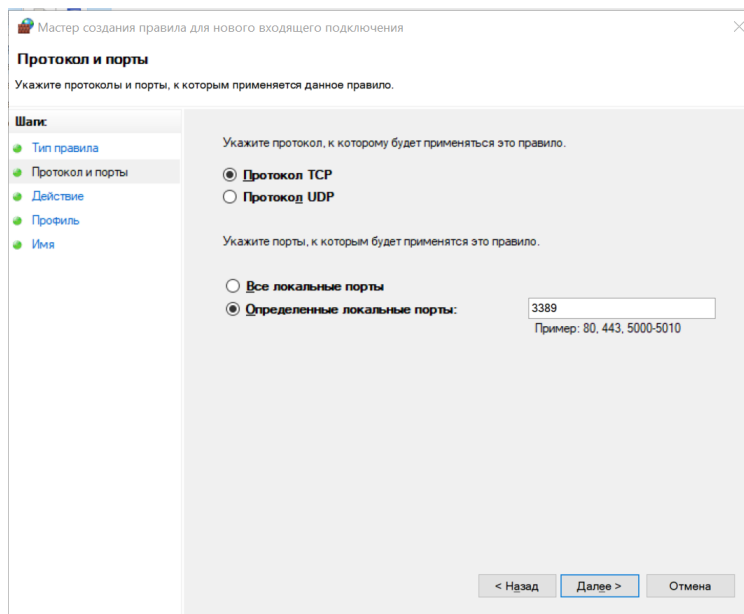 Мастер создания правила для нового входящего подключения
Протокол и порты
Укажите протоколы и порты, к которым применяется данное правило.
Шаги:
Тип правила
Протокол и порты
Действие
Профиль
Имя
Укажите протокол, к которому будет применяться это правило.
Протокол TCP
Протокол UDP
Укажите порты, к которым будет применятся это правило.
Все локальные порты
Определенные локальные порты: 3389
Пример: 80, 443, 5000-5010
< Назад Далее > Отмена